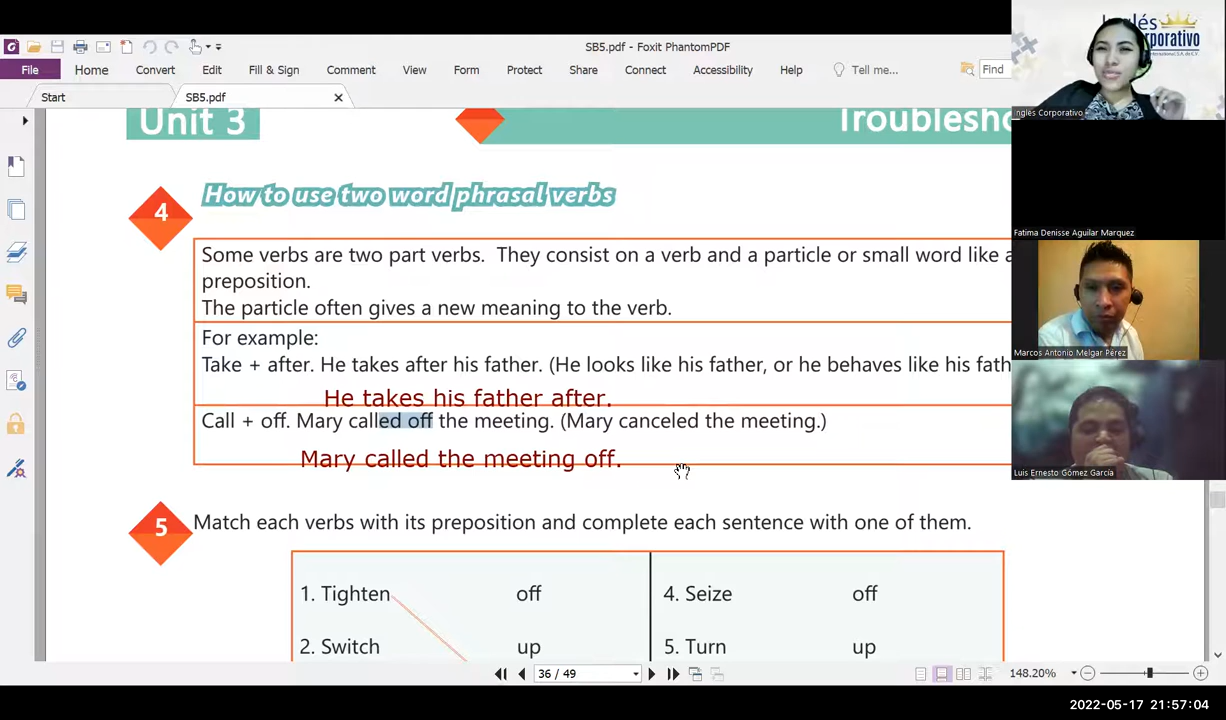 SB5.pdf - Foxit PhantomPDF
File Home Convert Edit Fill & Sign Comment View Form Protect Share Connect Accessibility Help Tell me... Find
Start SB5.pdf
Unit 3 Troublesho
4 How to use two word phrasal verbs
Some verbs are two part verbs. They consist on a verb and a particle or small word like a
preposition.
The particle often gives a new meaning to the verb.
For example:
Take + after. He takes after his father. (He looks like his father, or he behaves like his fath
He takes his father after.
Call + off. Mary called off the meeting. (Mary canceled the meeting.)
Mary called the meeting off.
5 Match each verbs with its preposition and complete each sentence with one of them.
1. Tighten off 4. Seize off
2. Switch up 5. Turn up
36 / 49 148.20%
Inglés Corporativo
Fatima Denisse Aguilar Marquez
Marcos Antonio Melgar Pérez
Luis Ernesto Gómez García
2022-05-17 21:57:04